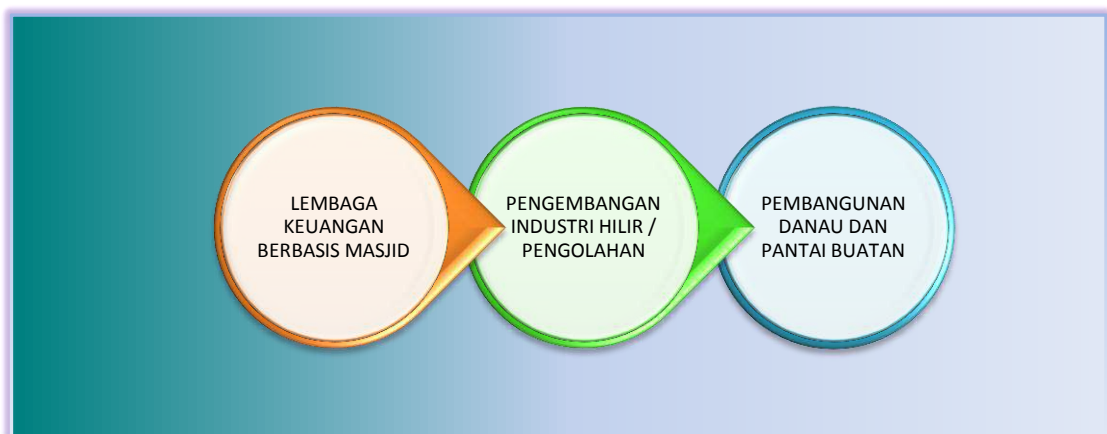 LEMBAGA
KEUANGAN
BERBASIS MASJID
PENGEMBANGAN
INDUSTRI HILIR /
PENGOLAHAN
PEMBANGUNAN
DANAU DAN
PANTAI BUATAN